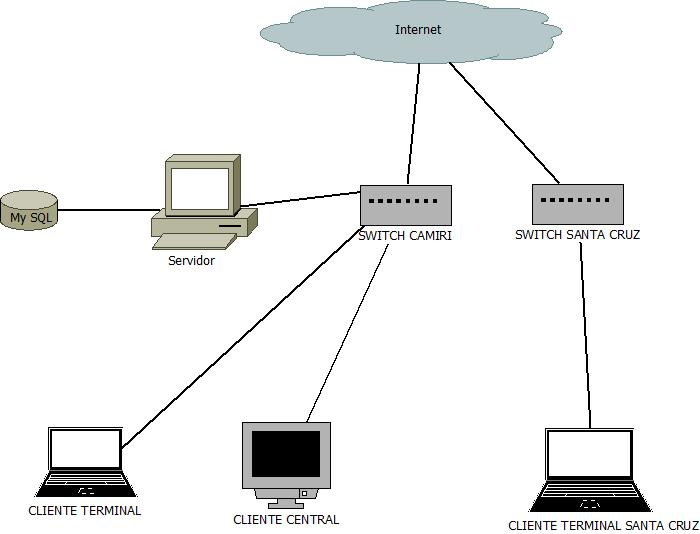 Internet
My SQL
Servidor
SWITCH CAMIRI
SWITCH SANTA CRUZ
CLIENTE TERMINAL
CLIENTE CENTRAL
CLIENTE TERMINAL SANTA CRUZ